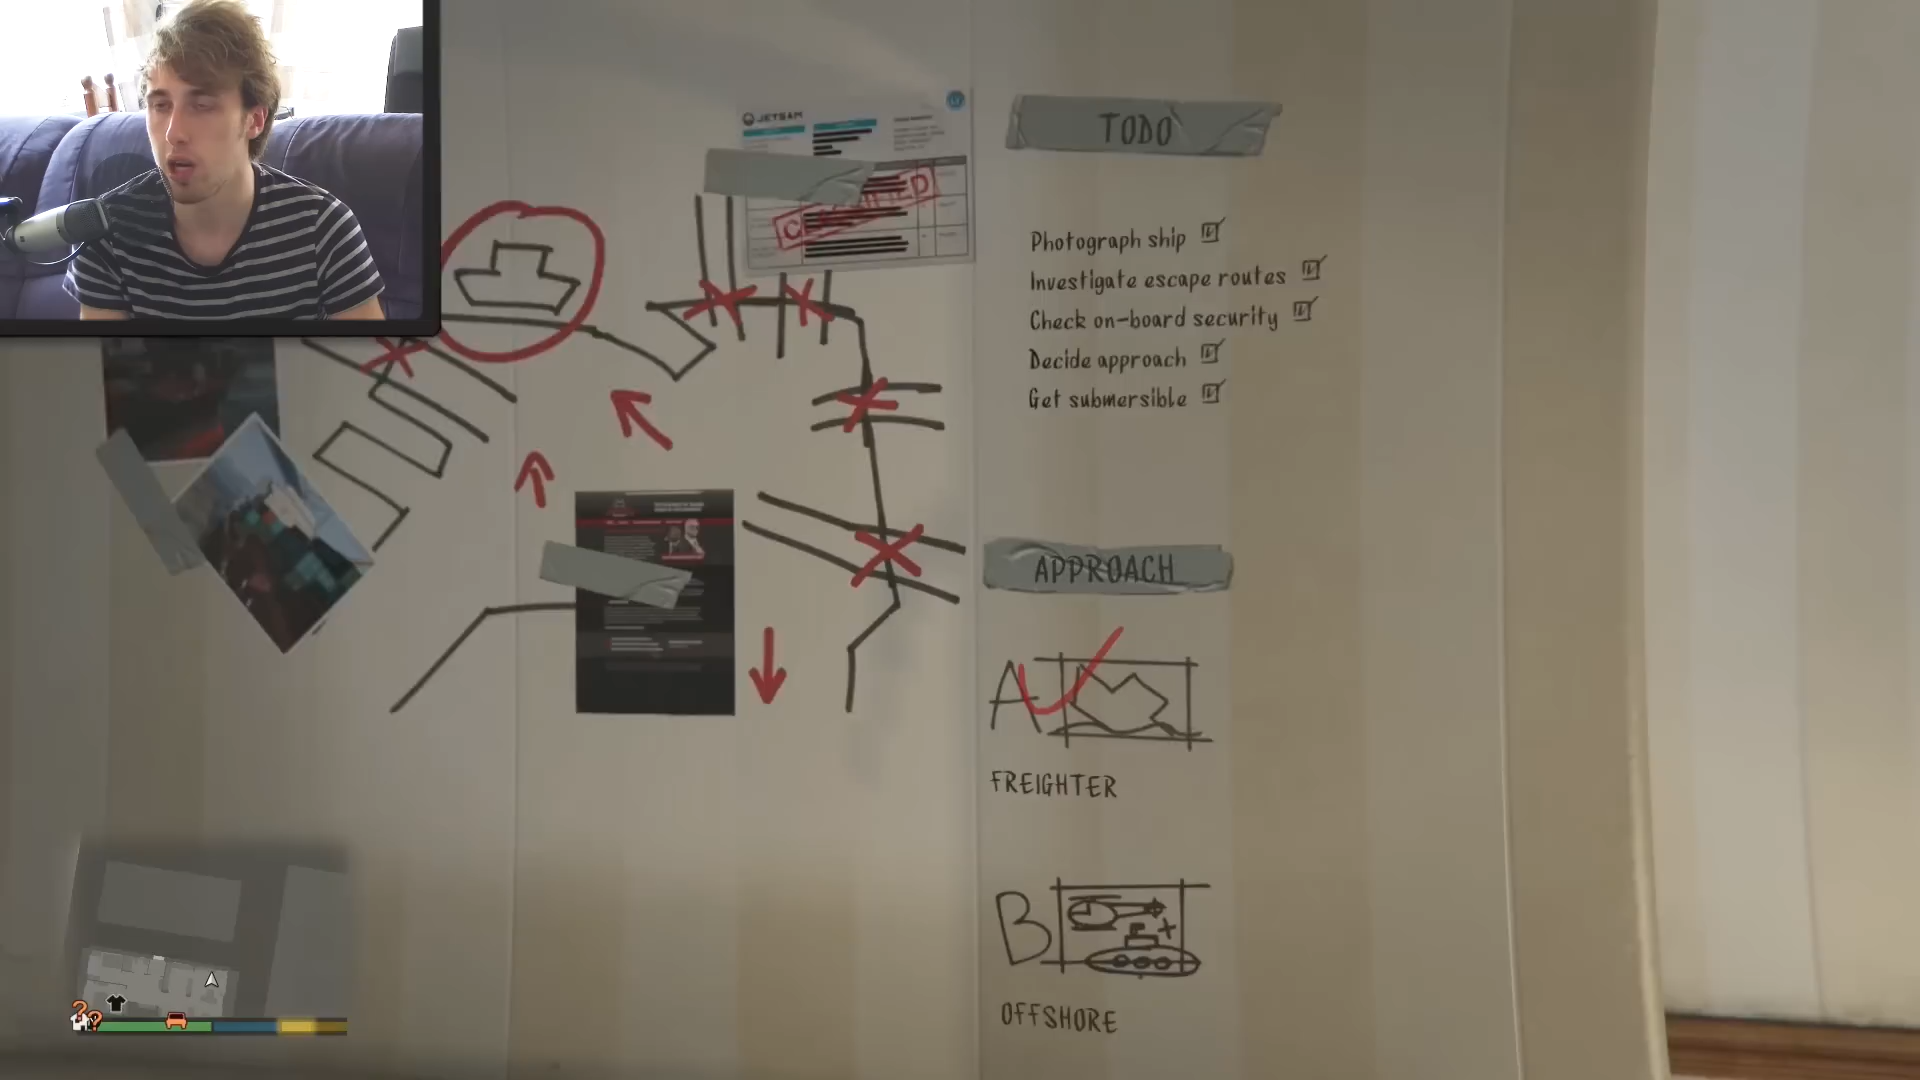 JETSAM
TODO
Photograph ship
Investigate escape routes
Check on-board security
Decide approach
Get submersible
APPROACH
A
FREIGHTER
B
OFFSHORE